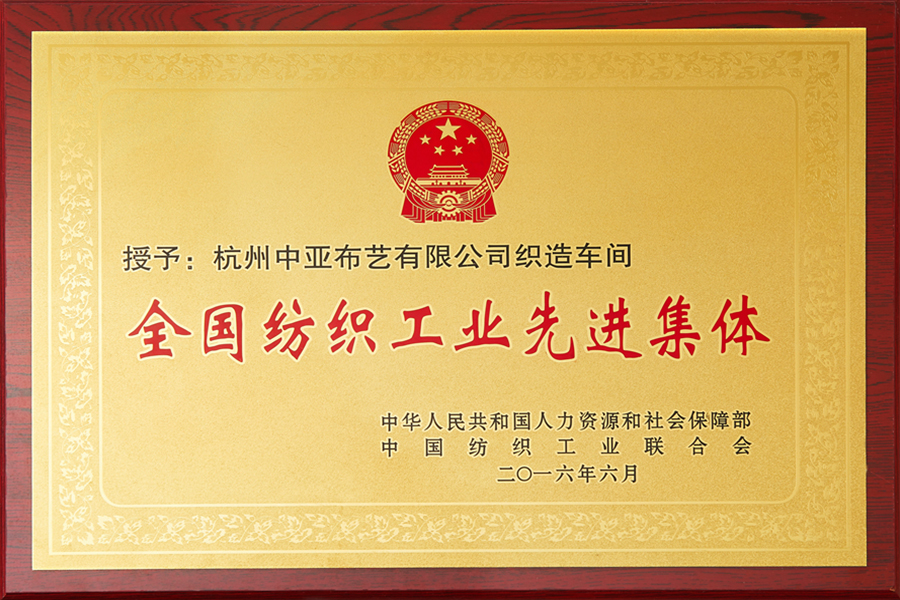 授予：杭州中亚布艺有限公司织造车间
全国纺织工业先进集体
中华人民共和国人力资源和社会保障部
中国纺织工业联合会
二〇一六年六月